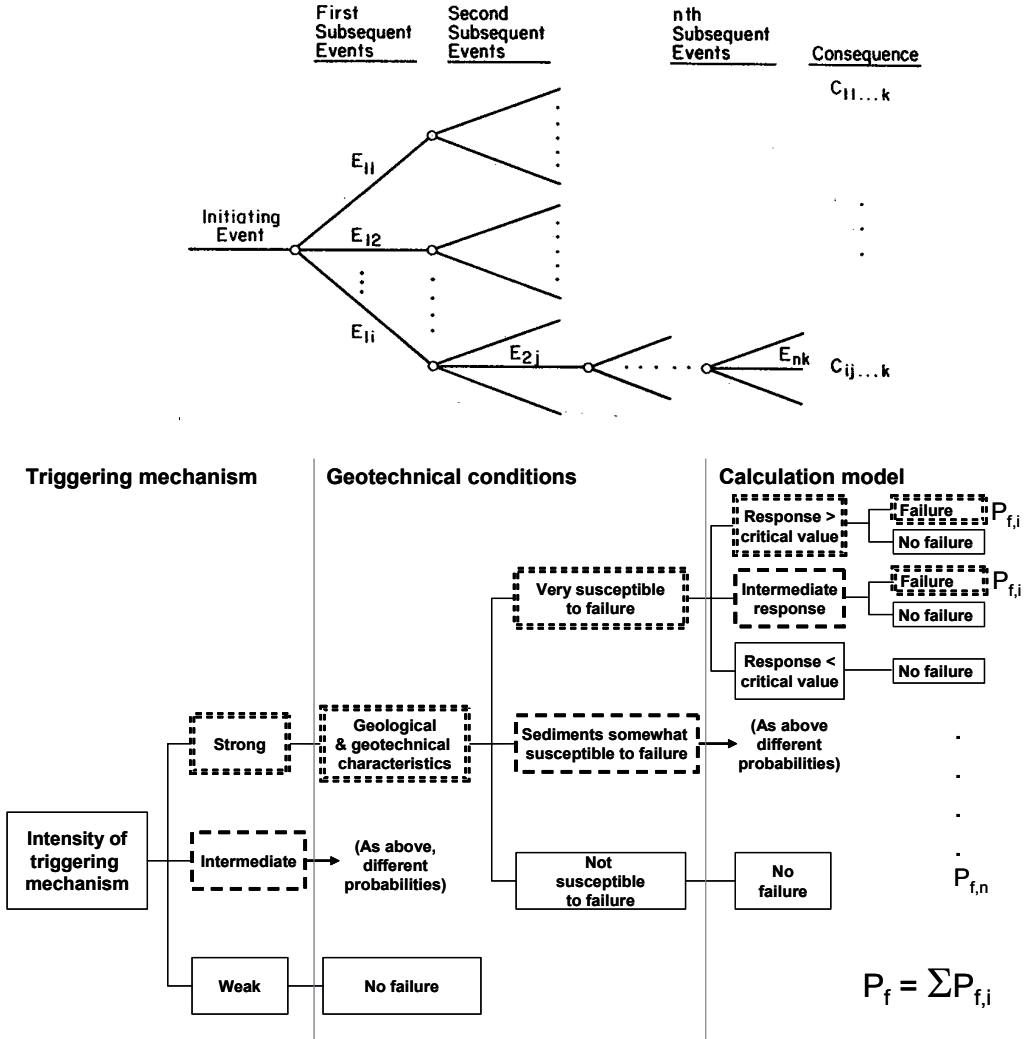 First
Subsequent
Events
Second
Subsequent
Events
nth
Subsequent
Events
Consequence
C11...k
E11
Initiating
Event
E12
E1i
E2j
Enk
Cij...k
Triggering mechanism
Geotechnical conditions
Calculation model
Response >
critical value
Failure
Pf,i
No failure
Very susceptible
to failure
Intermediate
response
Failure
Pf,i
No failure
Response <
critical value
No failure
Strong
Geological
& geotechnical
characteristics
Sediments somewhat
susceptible to failure
(As above
different
probabilities)
Intensity of
triggering
mechanism
Intermediate
(As above,
different
probabilities)
Not
susceptible
to failure
No
failure
Pf,n
Weak
No failure
Pf = ΣPf,i